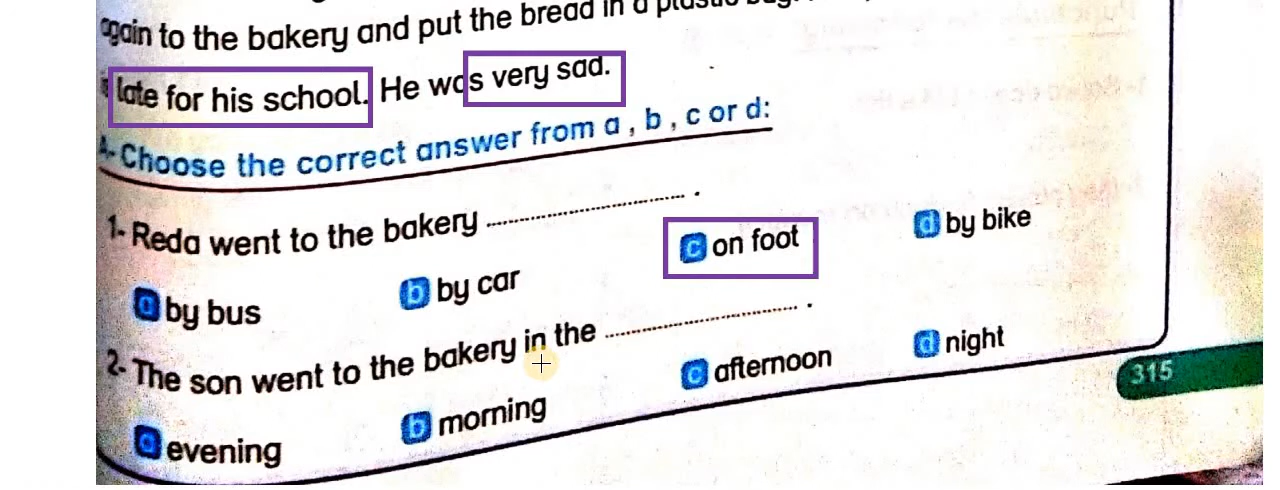 again to the bakery and put the bread in a plastic bag.
late for his school. He was very sad.
4- Choose the correct answer from a , b , c or d:
1- Reda went to the bakery .................... .
a by bus b by car c on foot d by bike
2- The son went to the bakery in the .................... .
a evening b morning c afternoon d night
315